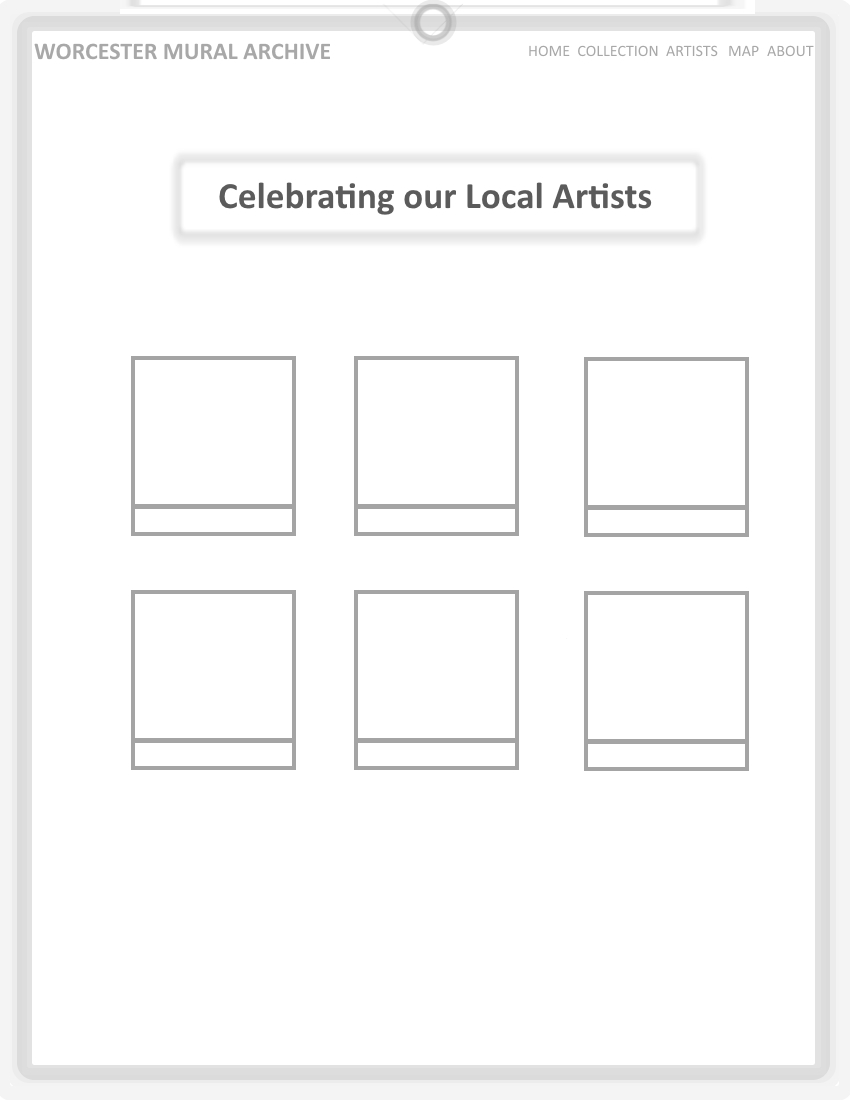 WORCESTER MURAL ARCHIVE HOME COLLECTION ARTISTS MAP ABOUT
Celebrating our Local Artists